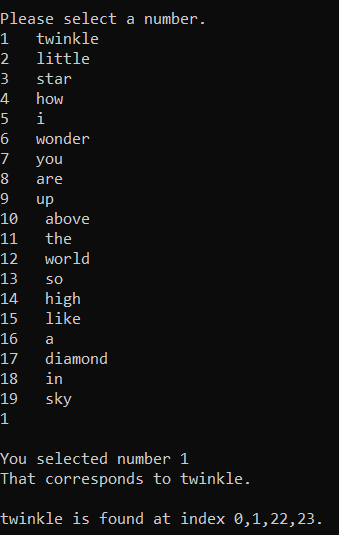 Please select a number.
1   twinkle
2   little
3   star
4   how
5   i
6   wonder
7   you
8   are
9   up
10   above
11   the
12   world
13   so
14   high
15   like
16   a
17   diamond
18   in
19   sky
1
You selected number 1
That corresponds to twinkle.
twinkle is found at index 0,1,22,23.